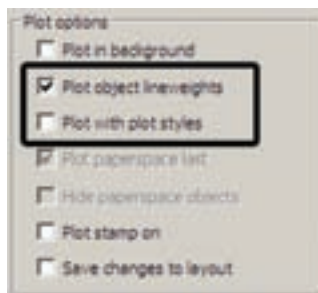 Plot options
Plot in background
Plot object lineweights
Plot with plot styles
Plot paperspace last
Hide paperspace objects
Plot stamp on
Save changes to layout